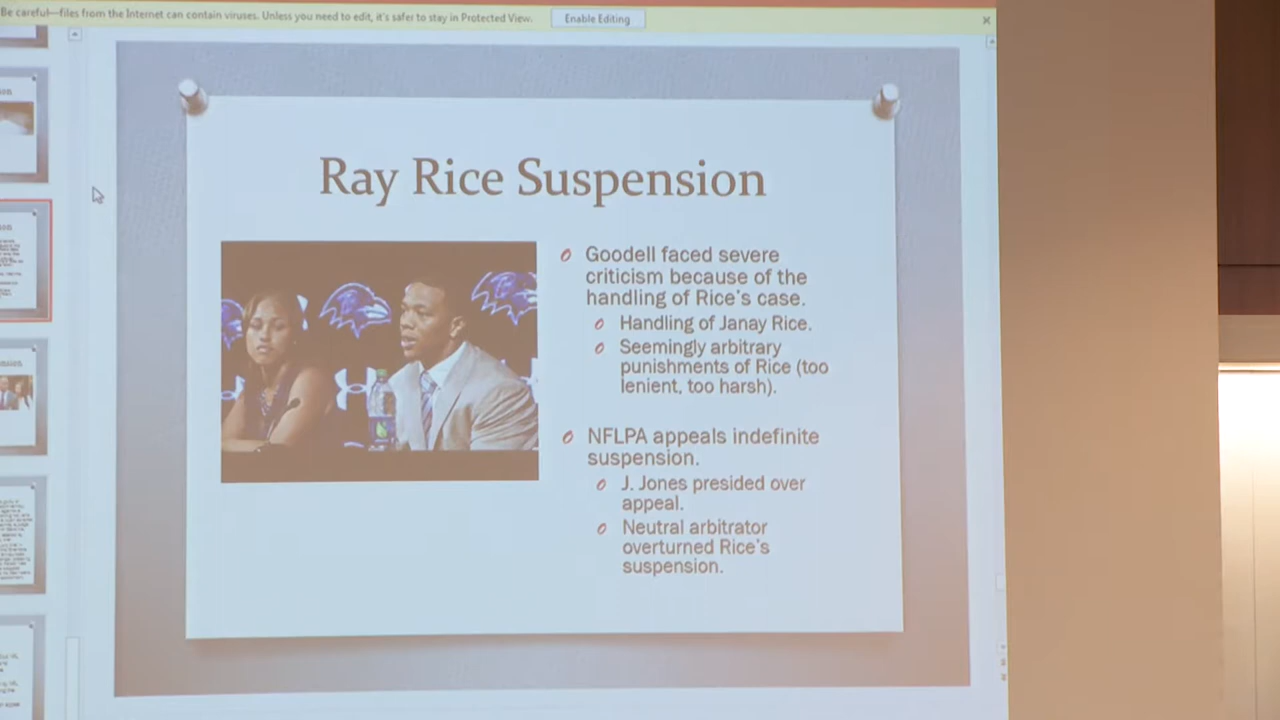 Be careful—files from the Internet can contain viruses. Unless you need to edit, it's safer to stay in Protected View.
Enable Editing
Ray Rice Suspension
Goodell faced severe
criticism because of the
handling of Rice's case.
Handling of Janay Rice.
Seemingly arbitrary
punishments of Rice (too
lenient, too harsh).
NFLPA appeals indefinite
suspension.
J. Jones presided over
appeal.
Neutral arbitrator
overturned Rice's
suspension.